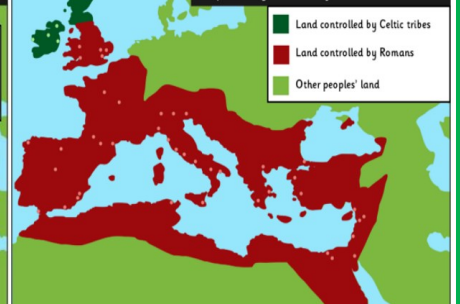 Land controlled by Celtic tribes
Land controlled by Romans
Other peoples' land